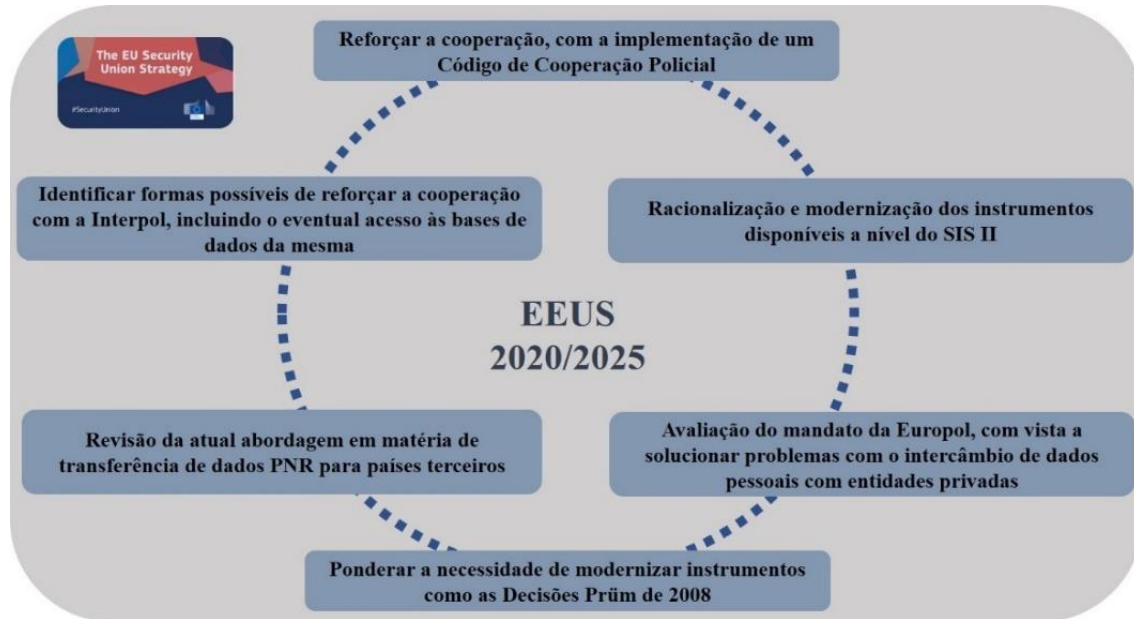 The EU Security
Union Strategy
#SecurityUnion
Reforçar a cooperação, com a implementação de um
Código de Cooperação Policial
Identificar formas possíveis de reforçar a cooperação
com a Interpol, incluindo o eventual acesso às bases de
dados da mesma
Racionalização e modernização dos instrumentos
disponíveis a nível do SIS II
EEUS
2020/2025
Revisão da atual abordagem em matéria de
transferência de dados PNR para países terceiros
Avaliação do mandato da Europol, com vista a
solucionar problemas com o intercâmbio de dados
pessoais com entidades privadas
Ponderar a necessidade de modernizar instrumentos
como as Decisões Prüm de 2008